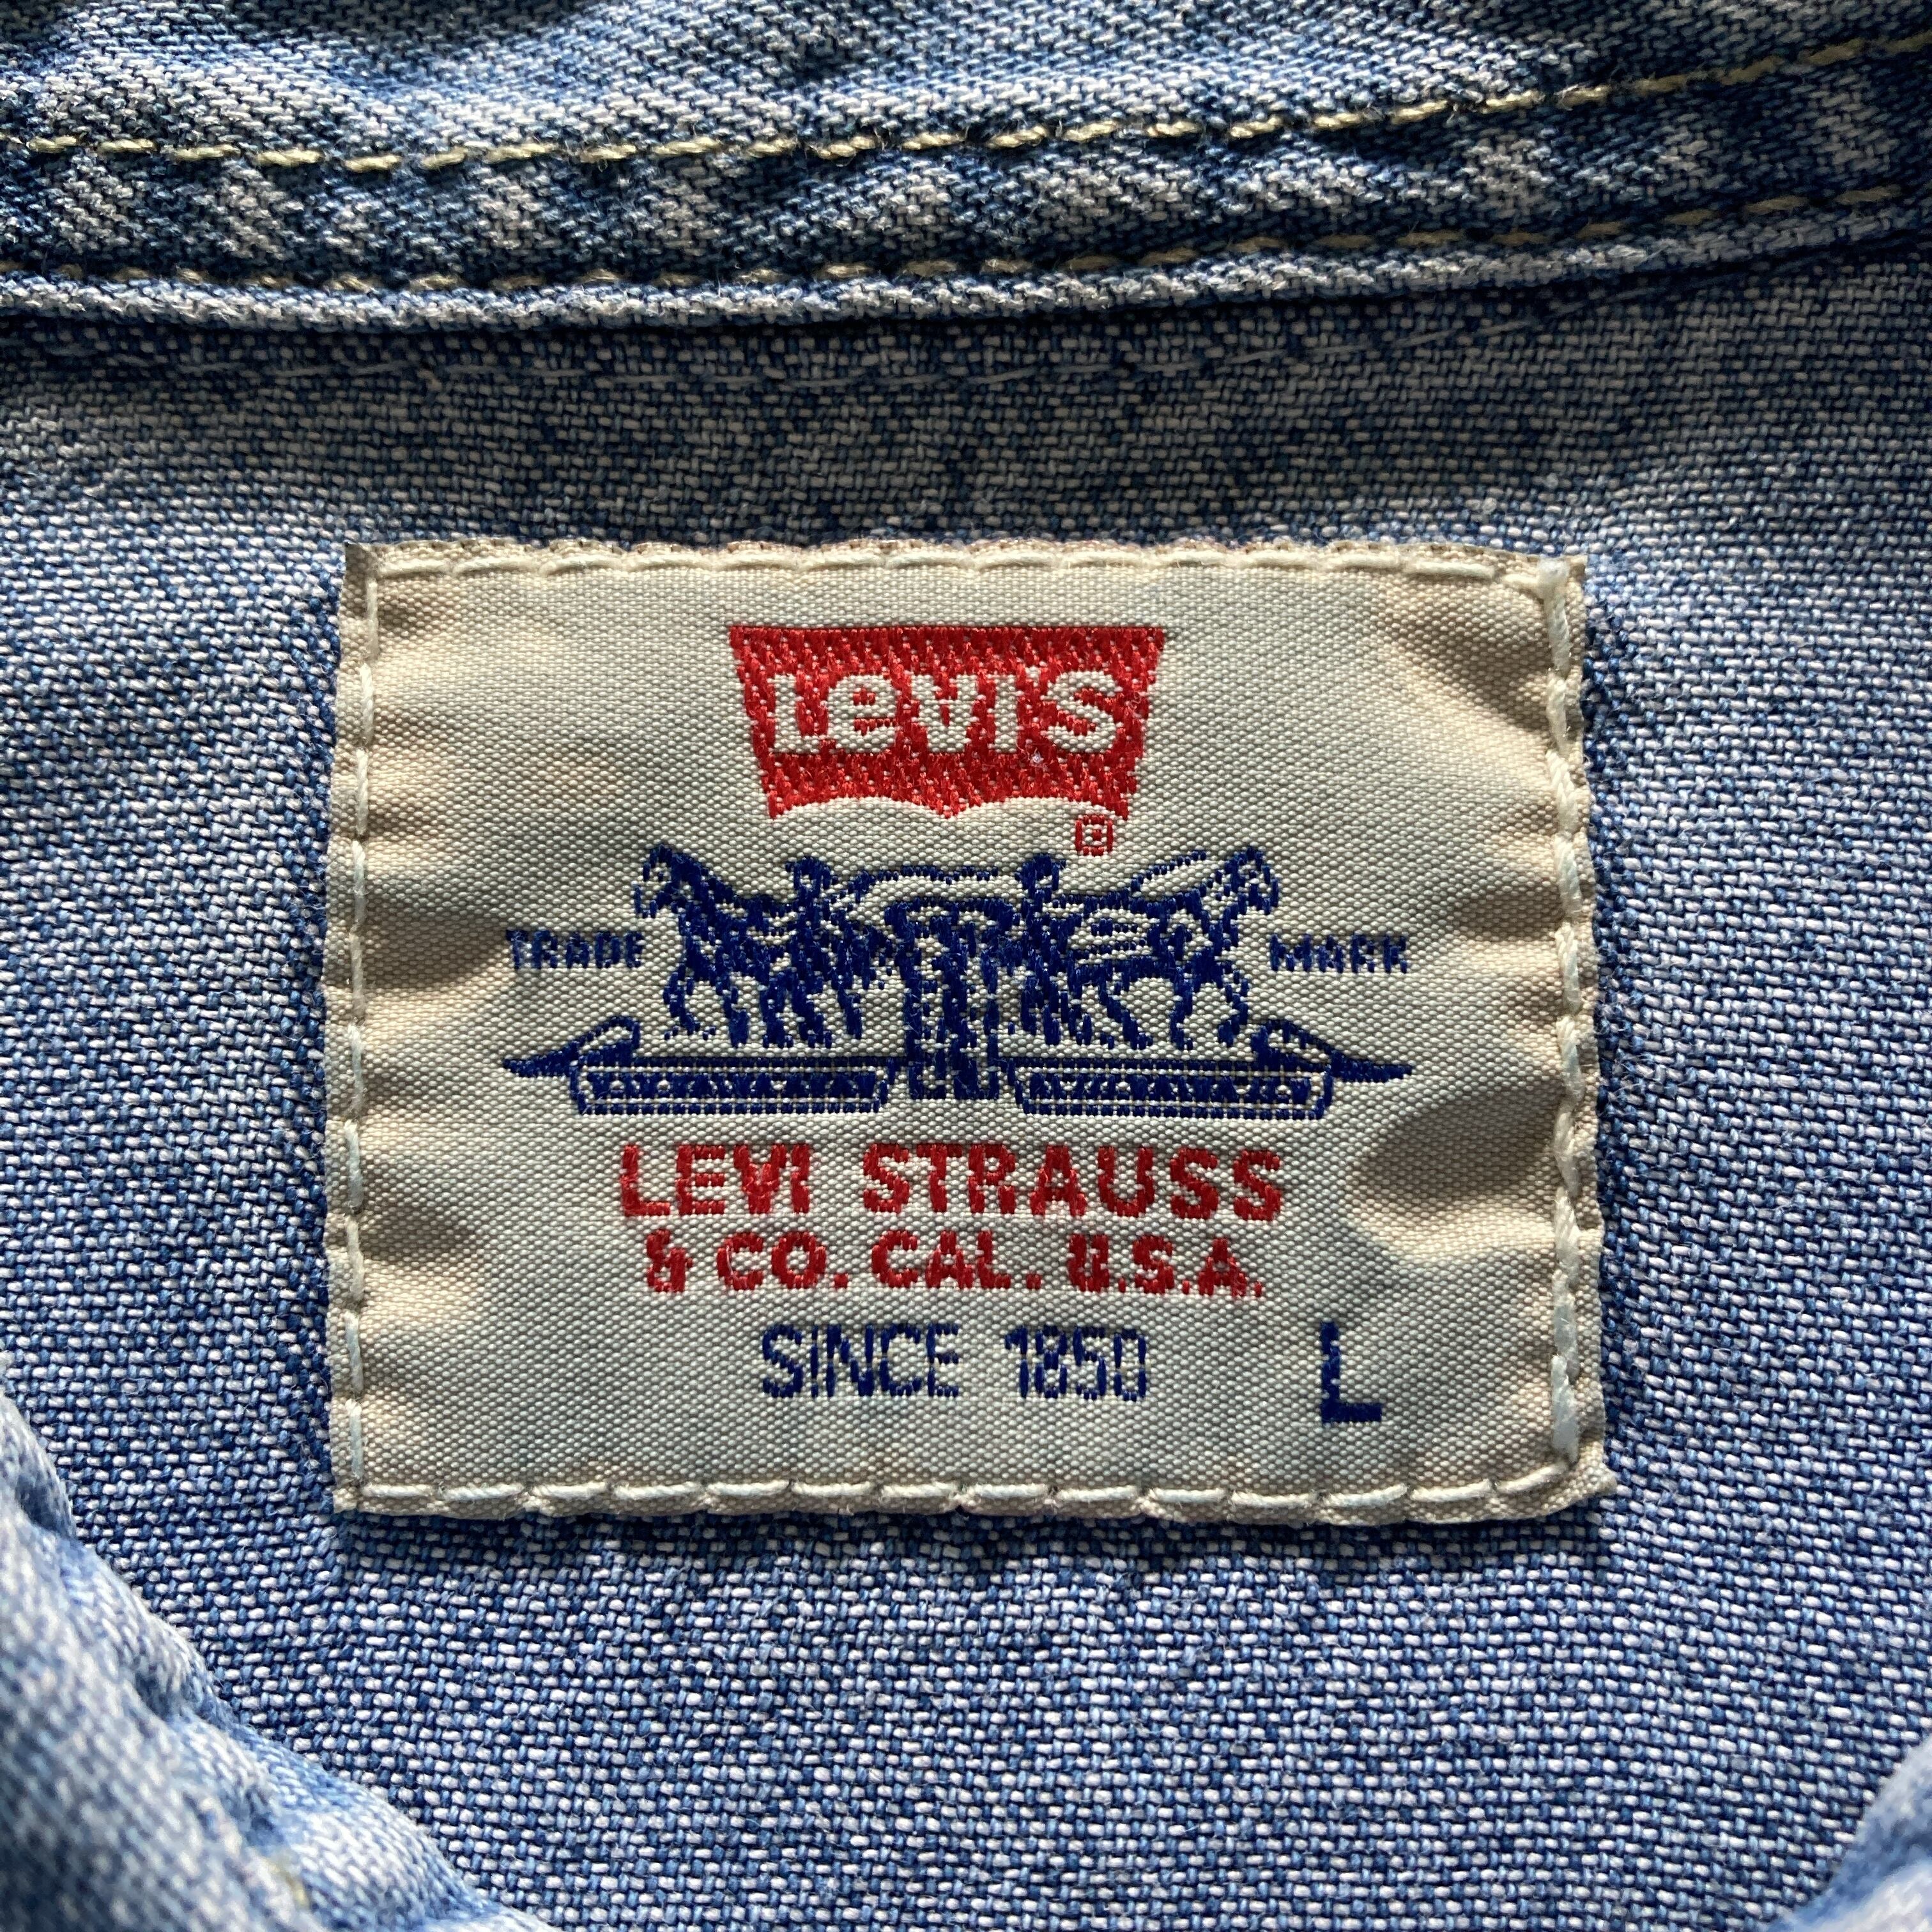 Levi's
®
TRADE MARK
LEVI STRAUSS
& CO. CAL. U.S.A.
SINCE 1850 L